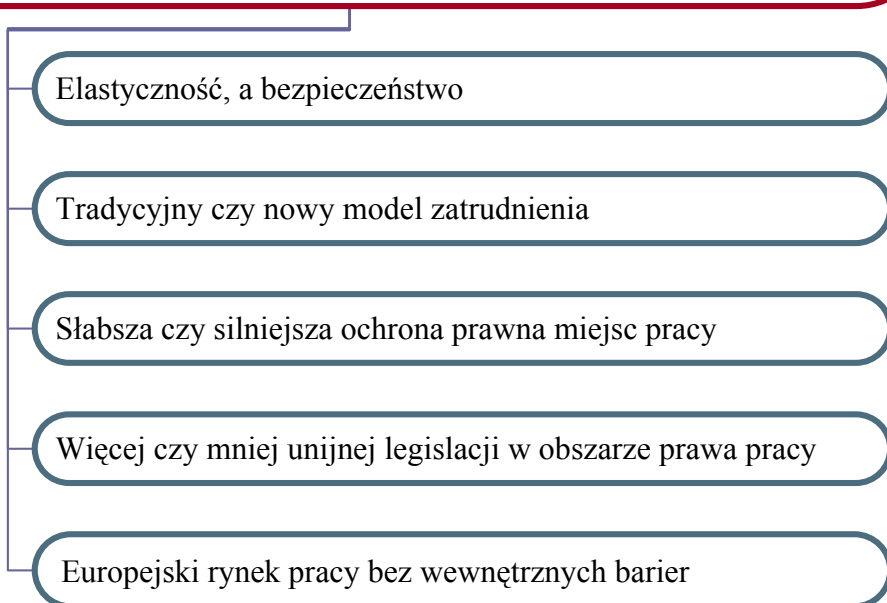 Elastyczność, a bezpieczeństwo
Tradycyjny czy nowy model zatrudnienia
Słabsza czy silniejsza ochrona prawna miejsc pracy
Więcej czy mniej unijnej legislacji w obszarze prawa pracy
Europejski rynek pracy bez wewnętrznych barier